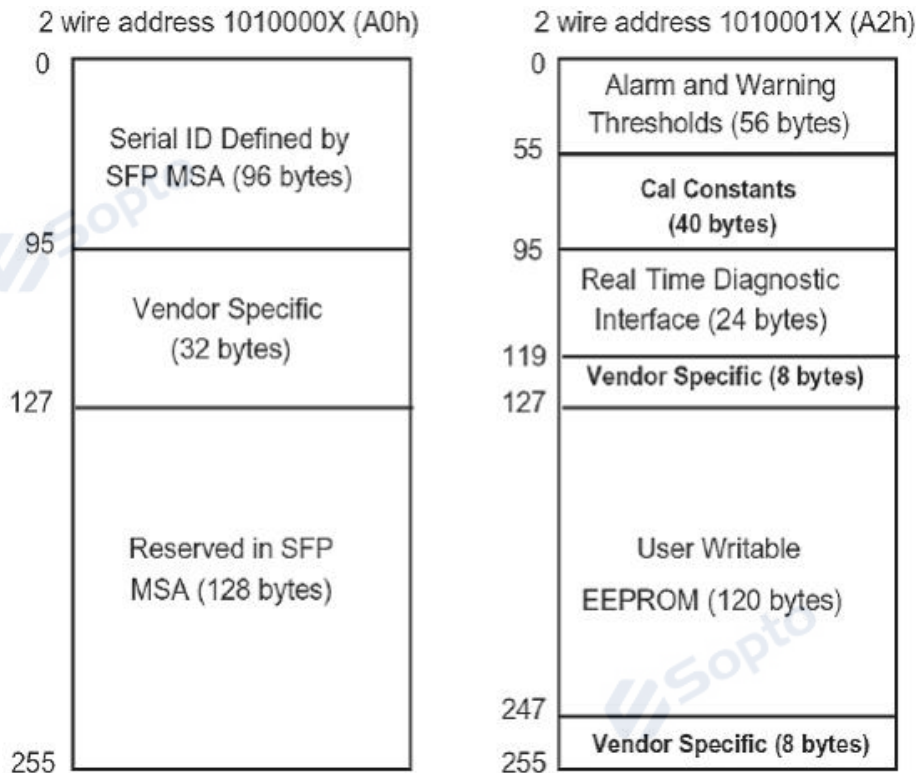 2 wire address 1010000X (A0h)
0
Serial ID Defined by
SFP MSA (96 bytes)
95
Vendor Specific
(32 bytes)
127
Reserved in SFP
MSA (128 bytes)
255
2 wire address 1010001X (A2h)
0
Alarm and Warning
Thresholds (56 bytes)
55
Cal Constants
(40 bytes)
95
Real Time Diagnostic
Interface (24 bytes)
119
Vendor Specific (8 bytes)
127
User Writable
EEPROM (120 bytes)
247
Vendor Specific (8 bytes)
255
Sopto
Sopto